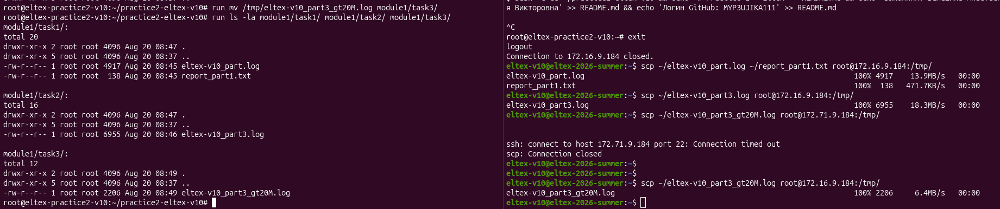 root@eltex-practice2-v10:~/practice2-eltex-v10# run mv /tmp/eltex-v10_part3_gt20M.log module1/task3/
root@eltex-practice2-v10:~/practice2-eltex-v10# run ls -la module1/task1/ module1/task2/ module1/task3/
module1/task1/:
total 20
drwxr-xr-x 2 root root 4096 Aug 20 08:47 .
drwxr-xr-x 5 root root 4096 Aug 20 08:37 ..
-rw-r--r-- 1 root root 4917 Aug 20 08:45 eltex-v10_part.log
-rw-r--r-- 1 root root  138 Aug 20 08:45 report_part1.txt
module1/task2/:
total 16
drwxr-xr-x 2 root root 4096 Aug 20 08:47 .
drwxr-xr-x 5 root root 4096 Aug 20 08:37 ..
-rw-r--r-- 1 root root 6955 Aug 20 08:46 eltex-v10_part3.log
module1/task3/:
total 12
drwxr-xr-x 2 root root 4096 Aug 20 08:49 .
drwxr-xr-x 5 root root 4096 Aug 20 08:37 ..
-rw-r--r-- 1 root root 2206 Aug 20 08:49 eltex-v10_part3_gt20M.log
root@eltex-practice2-v10:~/practice2-eltex-v10#
я Викторовна' >> README.md && echo 'Логин GitHub: MYP3UJIKA111' >> README.md
^C
root@eltex-practice2-v10:~# exit
logout
Connection to 172.16.9.184 closed.
eltex-v10@eltex-2026-summer:~$ scp ~/eltex-v10_part.log ~/report_part1.txt root@172.16.9.184:/tmp/
eltex-v10_part.log 100% 4917 13.9MB/s 00:00
report_part1.txt 100% 138 471.7KB/s 00:00
eltex-v10@eltex-2026-summer:~$ scp ~/eltex-v10_part3.log root@172.16.9.184:/tmp/
eltex-v10_part3.log 100% 6955 18.3MB/s 00:00
eltex-v10@eltex-2026-summer:~$ scp ~/eltex-v10_part3_gt20M.log root@172.71.9.184:/tmp/
ssh: connect to host 172.71.9.184 port 22: Connection timed out
scp: Connection closed
eltex-v10@eltex-2026-summer:~$
eltex-v10@eltex-2026-summer:~$
eltex-v10@eltex-2026-summer:~$ scp ~/eltex-v10_part3_gt20M.log root@172.16.9.184:/tmp/
eltex-v10_part3_gt20M.log 100% 2206 6.4MB/s 00:00
eltex-v10@eltex-2026-summer:~$